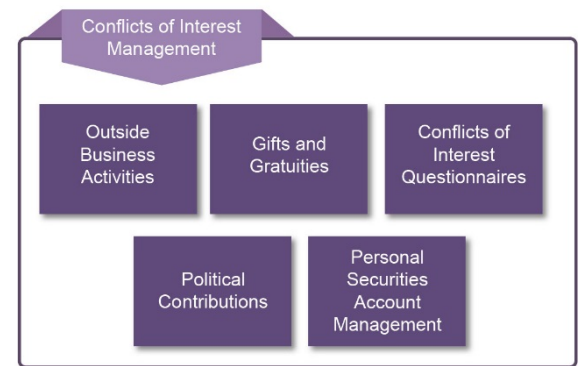 Conflicts of Interest
Management
Outside
Business
Activities
Gifts and
Gratuities
Conflicts of
Interest
Questionnaires
Political
Contributions
Personal
Securities
Account
Management